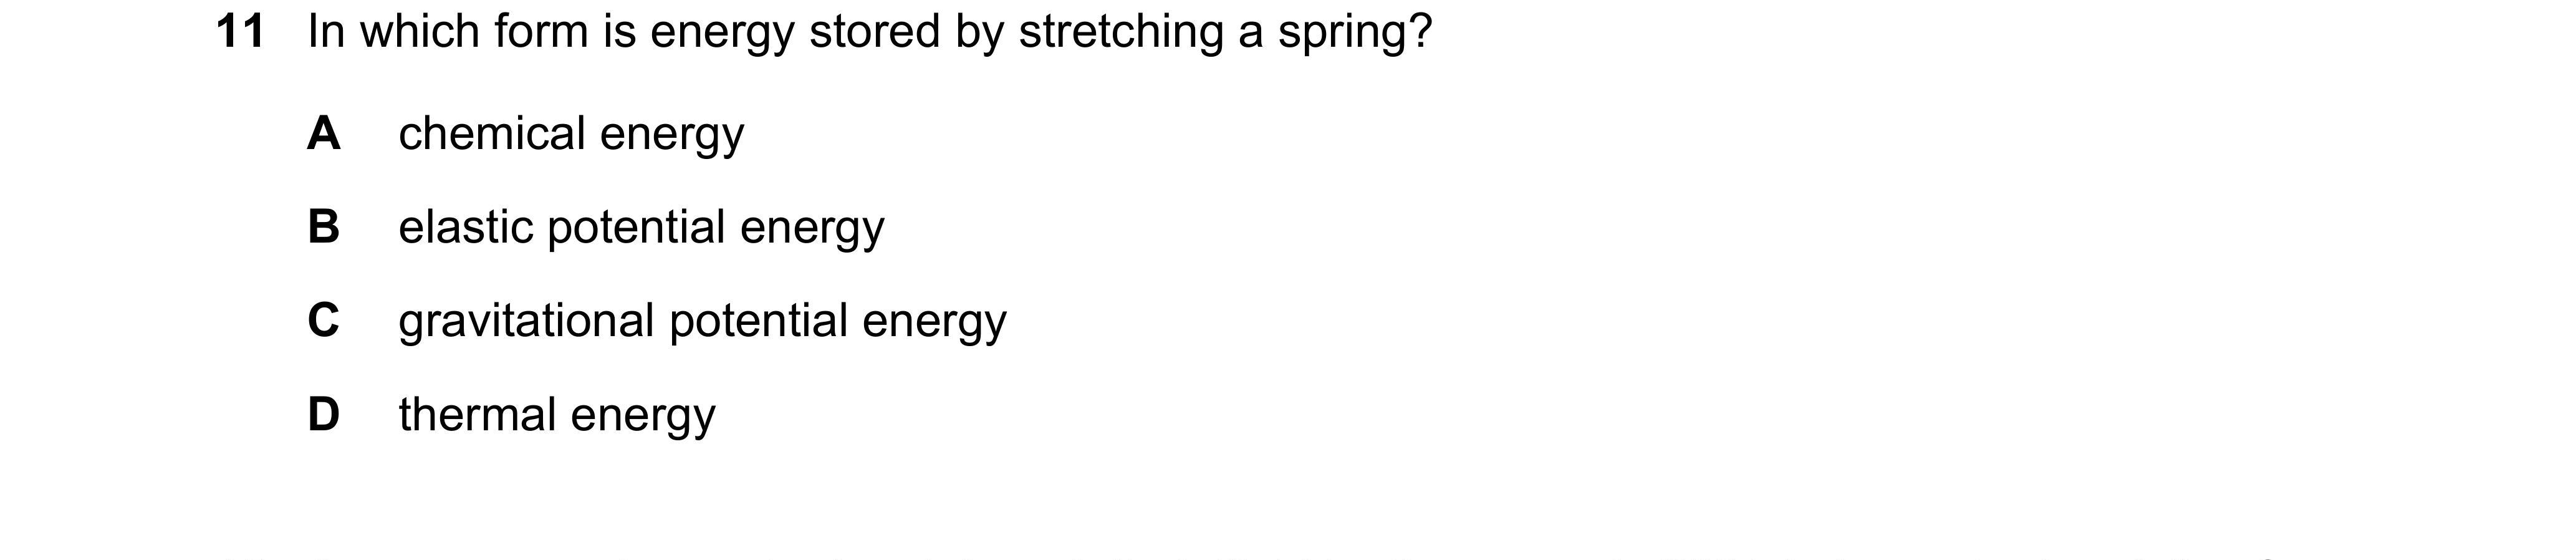 11 In which form is energy stored by stretching a spring?
A chemical energy
B elastic potential energy
C gravitational potential energy
D thermal energy